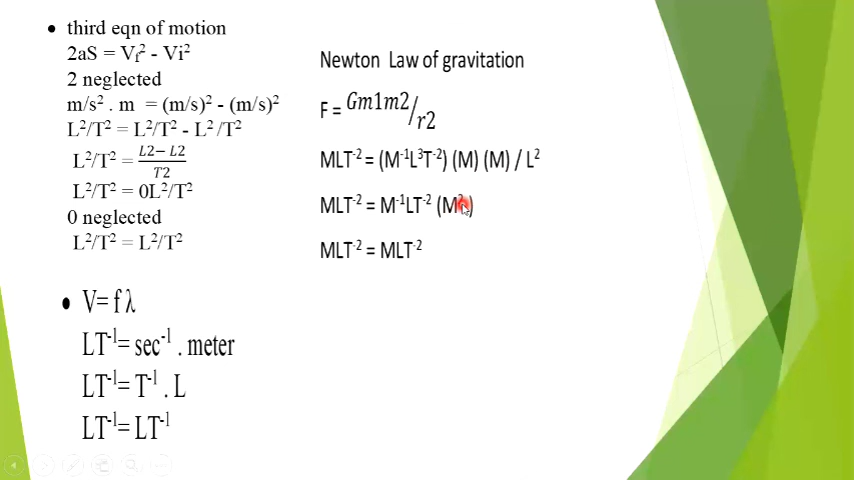 • third eqn of motion
2aS = Vf² - Vi²
2 neglected
m/s² . m = (m/s)² - (m/s)²
L²/T² = L²/T² - L² /T²
L²/T² = L2− L2 / T2
L²/T² = 0L²/T²
0 neglected
L²/T² = L²/T²
• V= f λ
LT⁻¹= sec⁻¹ . meter
LT⁻¹= T⁻¹ . L
LT⁻¹= LT⁻¹
Newton Law of gravitation
F = Gm1m2/r2
MLT⁻² = (M⁻¹L³T⁻²) (M) (M) / L²
MLT⁻² = M⁻¹LT⁻² (M²)
MLT⁻² = MLT⁻²